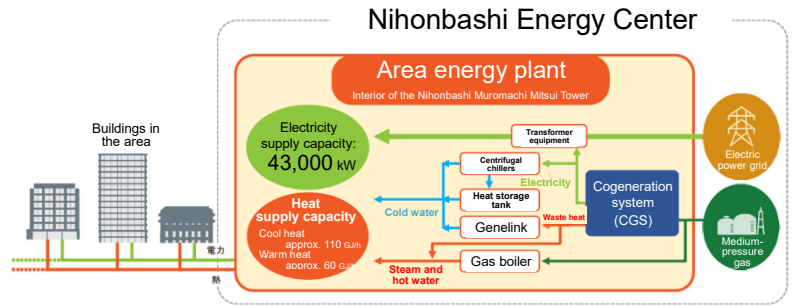 Nihonbashi Energy Center
Area energy plant
Interior of the Nihonbashi Muromachi Mitsui Tower
Buildings in
the area
Electricity
supply capacity:
43,000 kW
Transformer
equipment
Electric
power grid
Centrifugal
chillers
Electricity
Heat storage
tank
Cold water
Genelink
Waste heat
Cogeneration
system
(CGS)
Heat
supply capacity
Cool heat
approx. 110 GJ/h
Warm heat
approx. 60 GJ/h
Steam and
hot water
Gas boiler
Medium-
pressure
gas
電力
熱